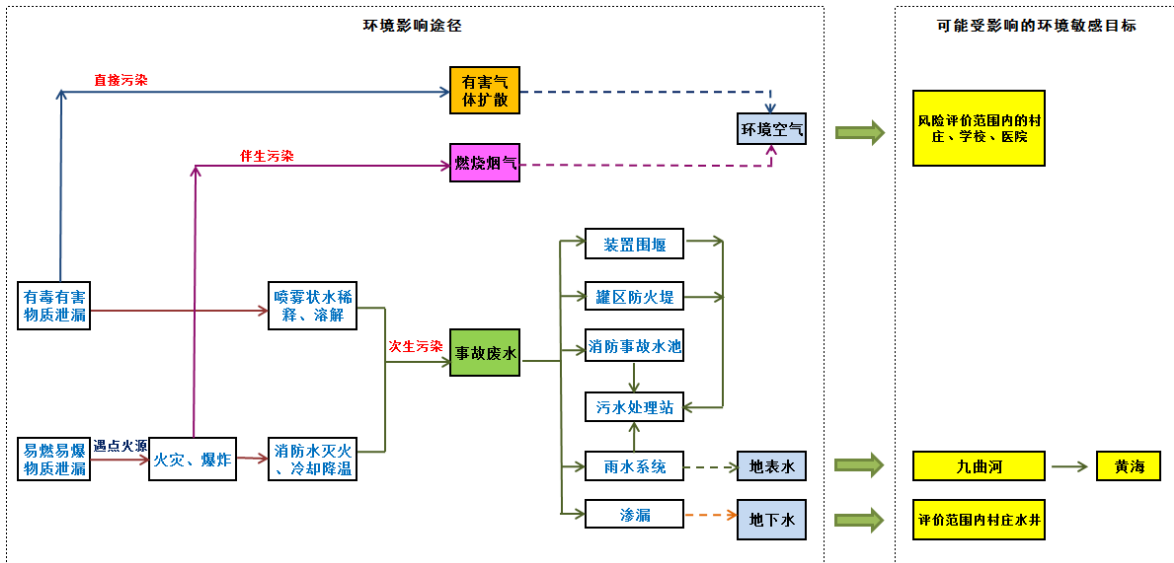 环境影响途径
可能受影响的环境敏感目标
直接污染
有害气
体扩散
环境空气
风险评价范围内的村
庄、学校、医院
伴生污染
燃烧烟气
装置围堰
有毒有害
物质泄漏
喷雾状水稀
释、溶解
罐区防火堤
次生污染
事故废水
消防事故水池
污水处理站
易燃易爆
物质泄漏
遇点火源
火灾、爆炸
消防水灭火
、冷却降温
雨水系统
地表水
九曲河
黄海
渗漏
地下水
评价范围内村庄水井